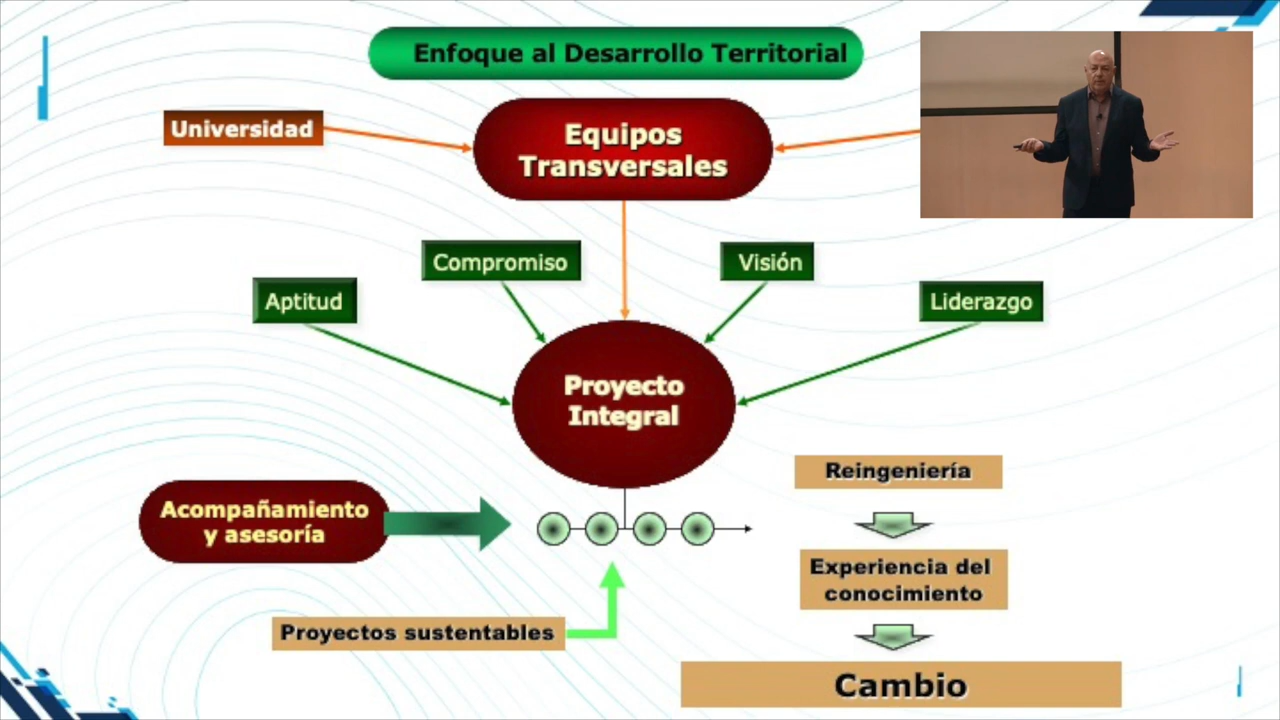 Enfoque al Desarrollo Territorial
Universidad
Equipos
Transversales
Compromiso
Visión
Aptitud
Liderazgo
Proyecto
Integral
Reingeniería
Acompañamiento
y asesoría
Experiencia del
conocimiento
Proyectos sustentables
Cambio